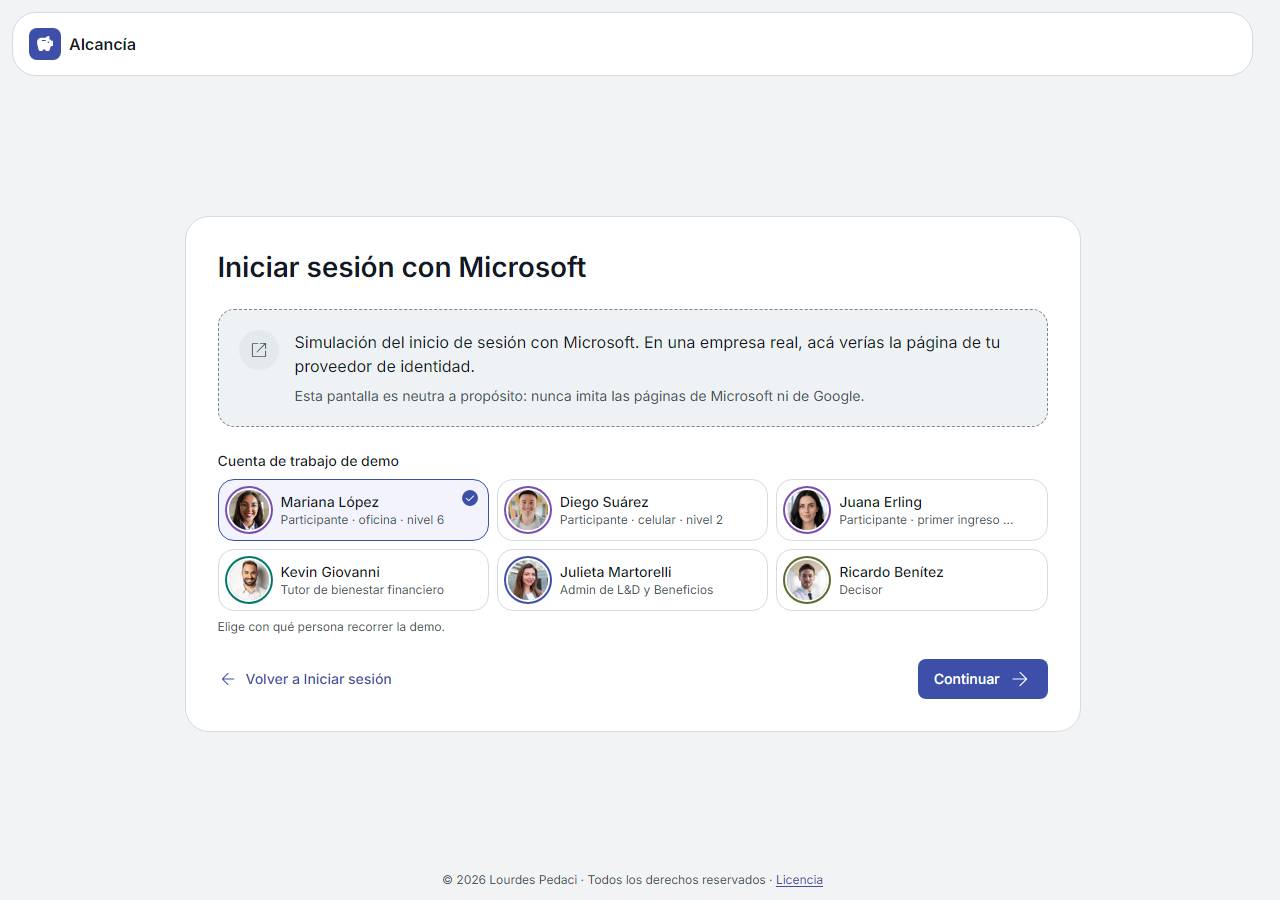 Alcancía
Iniciar sesión con Microsoft
Simulación del inicio de sesión con Microsoft. En una empresa real, acá verías la página de tu
proveedor de identidad.
Esta pantalla es neutra a propósito: nunca imita las páginas de Microsoft ni de Google.
Cuenta de trabajo de demo
Mariana López
Participante · oficina · nivel 6
Diego Suárez
Participante · celular · nivel 2
Juana Erling
Participante · primer ingreso ...
Kevin Giovanni
Tutor de bienestar financiero
Julieta Martorelli
Admin de L&D y Beneficios
Ricardo Benítez
Decisor
Elige con qué persona recorrer la demo.
Volver a Iniciar sesión
Continuar
© 2026 Lourdes Pedaci · Todos los derechos reservados · Licencia